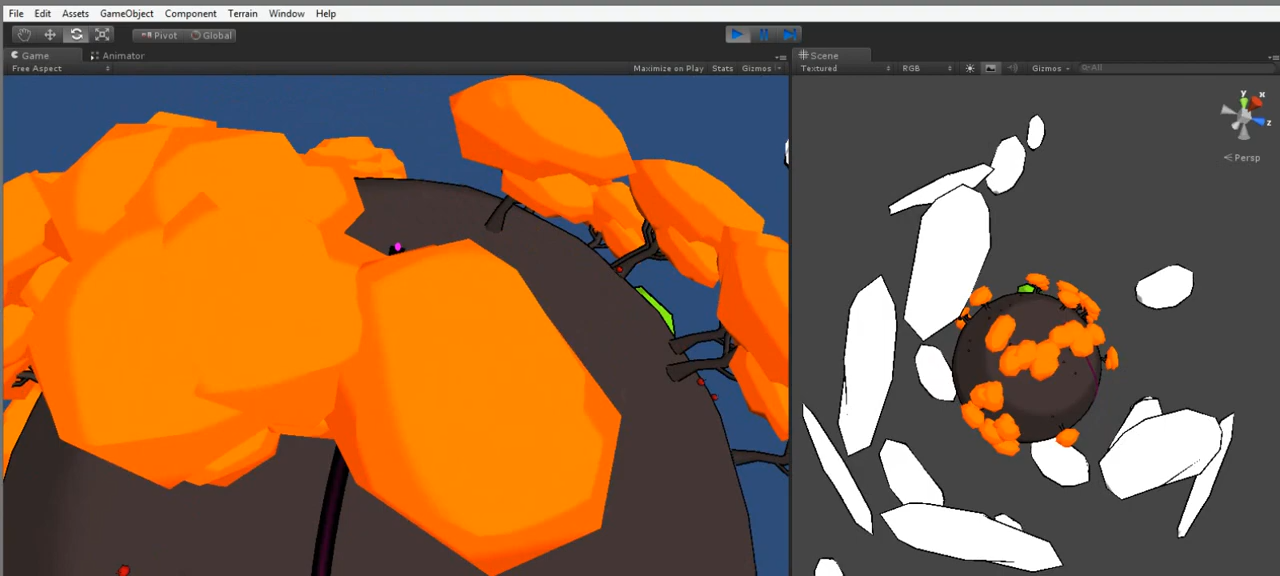 File Edit Assets GameObject Component Terrain Window Help
Pivot Global
Game Animator
Free Aspect Maximize on Play Stats Gizmos
Scene
Textured RGB Gizmos All
y x
z
Persp